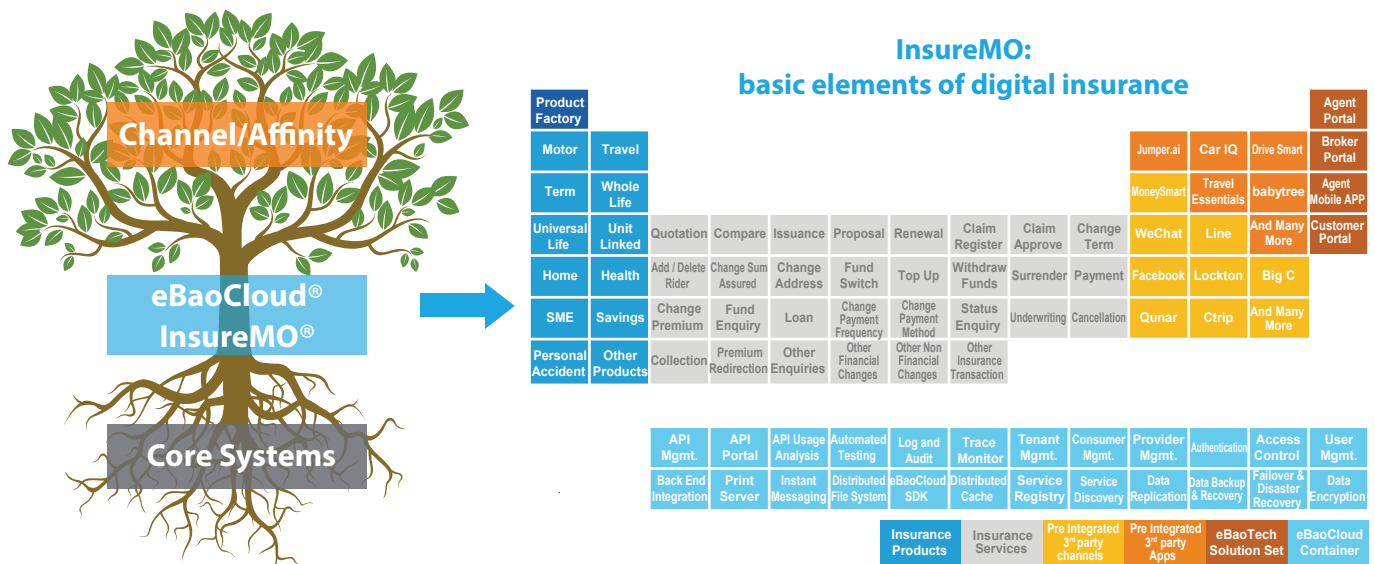 InsureMO:
basic elements of digital insurance
Channel/Affinity
eBaoCloud®
InsureMO®
Core Systems
Product
Factory
Agent
Portal
Motor
Travel
Jumper.ai
Car IQ
Drive Smart
Broker
Portal
Term
Whole
Life
MoneySmart
Travel
Essentials
babytree
Agent
Mobile APP
Universal
Life
Unit
Linked
Quotation
Compare
Issuance
Proposal
Renewal
Claim
Register
Claim
Approve
Change
Term
WeChat
Line
And Many
More
Customer
Portal
Home
Health
Add / Delete
Rider
Change Sum
Assured
Change
Address
Fund
Switch
Top Up
Withdraw
Funds
Surrender
Payment
Facebook
Lockton
Big C
SME
Savings
Change
Premium
Fund
Enquiry
Loan
Change
Payment
Frequency
Change
Payment
Method
Status
Enquiry
Underwriting
Cancellation
Qunar
Ctrip
And Many
More
Personal
Accident
Other
Products
Collection
Premium
Redirection
Other
Enquiries
Other
Financial
Changes
Other Non
Financial
Changes
Other
Insurance
Transaction
API
Mgmt.
API
Portal
API Usage
Analysis
Automated
Testing
Log and
Audit
Trace
Monitor
Tenant
Mgmt.
Consumer
Mgmt.
Provider
Mgmt.
Authentication
Access
Control
User
Mgmt.
Back End
Integration
Print
Server
Instant
Messaging
Distributed
File System
eBaoCloud
SDK
Distributed
Cache
Service
Registry
Service
Discovery
Data
Replication
Data Backup
& Recovery
Failover &
Disaster
Recovery
Data
Encryption
Insurance
Products
Insurance
Services
Pre Integrated
3rd party
channels
Pre Integrated
3rd party
Apps
eBaoTech
Solution Set
eBaoCloud
Container